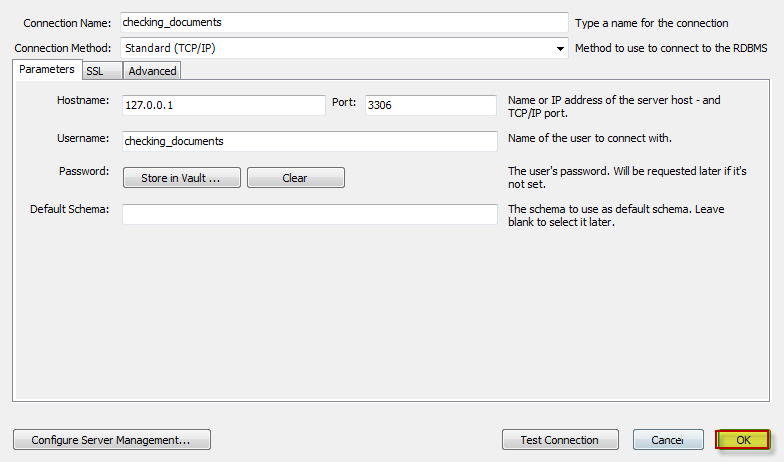 Connection Name: checking_documents Type a name for the connection
Connection Method: Standard (TCP/IP) Method to use to connect to the RDBMS
Parameters SSL Advanced
Hostname: 127.0.0.1 Port: 3306 Name or IP address of the server host - and
TCP/IP port.
Username: checking_documents Name of the user to connect with.
Password: Store in Vault ... Clear The user's password. Will be requested later if it's
not set.
Default Schema: The schema to use as default schema. Leave
blank to select it later.
Configure Server Management... Test Connection Cancel OK